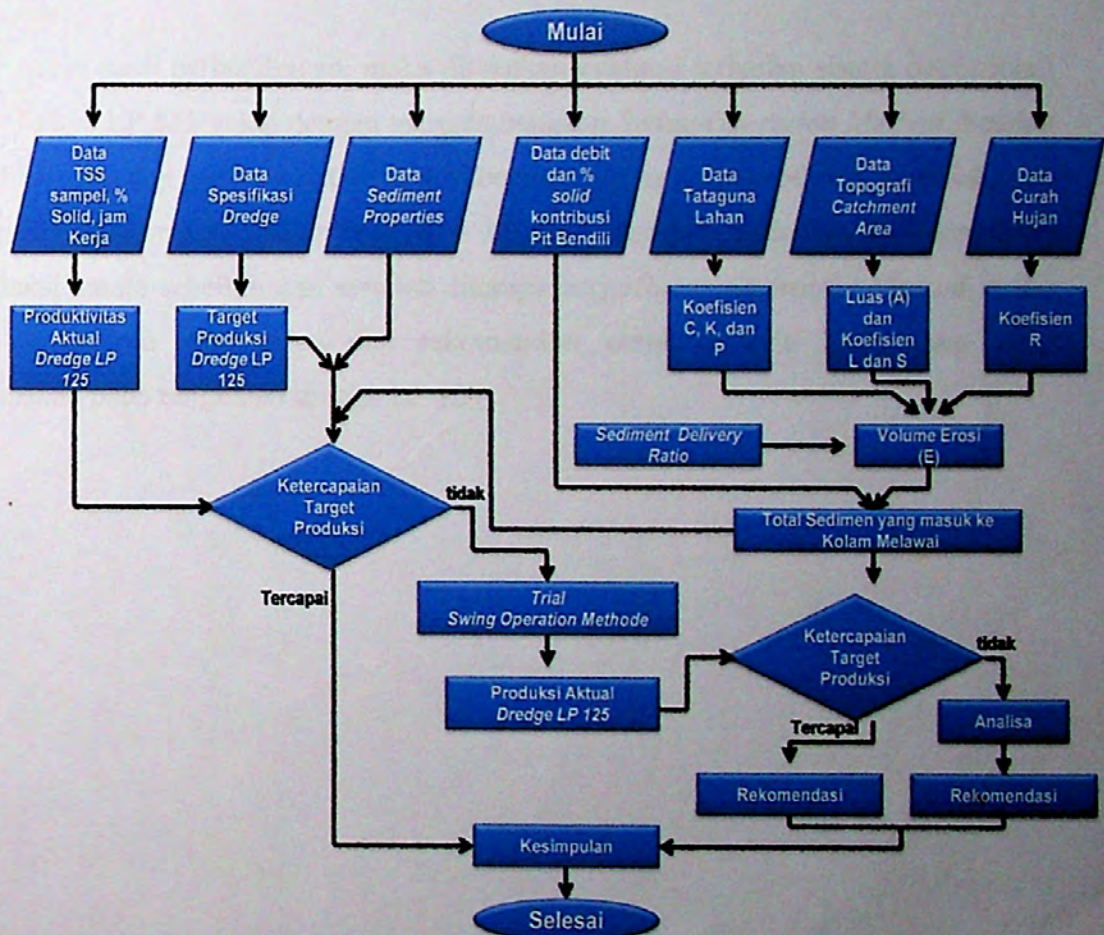 Mulai
Data
TSS
sampel, %
Solid, jam
Kerja
Data
Spesifikasi
Dredge
Data
Sediment
Properties
Data debit
dan %
solid
kontribusi
Pit Bendili
Data
Tataguna
Lahan
Data
Topografi
Catchment
Area
Data
Curah
Hujan
Produktivitas
Aktual
Dredge LP
125
Target
Produksi
Dredge LP
125
Koefisien
C, K, dan
P
Luas (A)
dan
Koefisien
L dan S
Koefisien
R
Sediment Delivery
Ratio
Volume Erosi
(E)
Ketercapaian
Target
Produksi
tidak
Total Sedimen yang masuk ke
Kolam Melawai
Tercapai
Trial
Swing Operation Methode
Produksi Aktual
Dredge LP 125
Ketercapaian
Target
Produksi
tidak
Tercapai
Analisa
Rekomendasi
Rekomendasi
Kesimpulan
Selesai